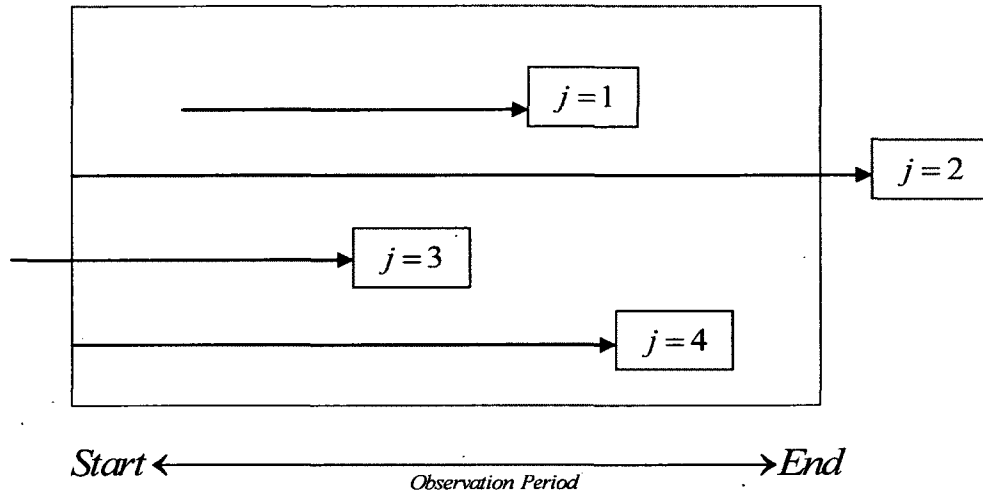 j = 1
j = 2
j = 3
j = 4
Start End
Observation Period